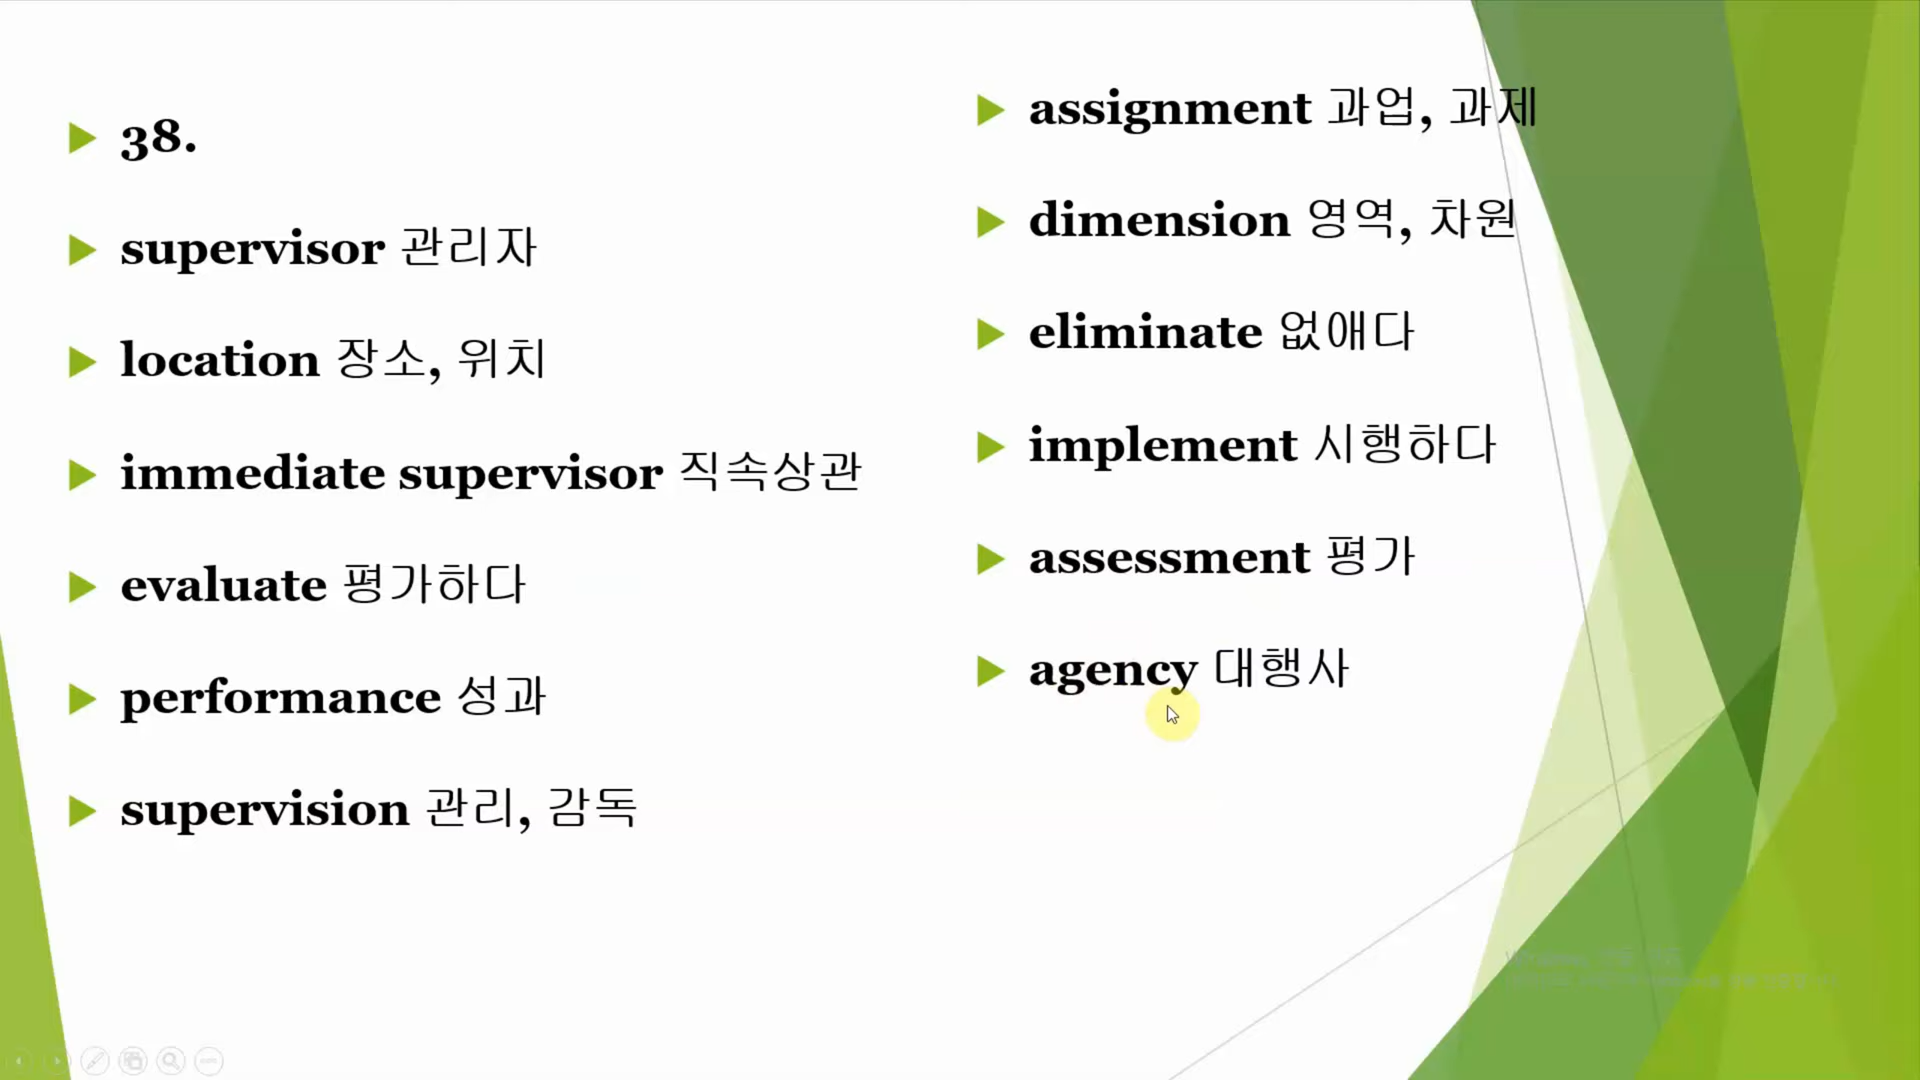 38.
supervisor 관리자
location 장소, 위치
immediate supervisor 직속상관
evaluate 평가하다
performance 성과
supervision 관리, 감독
assignment 과업, 과제
dimension 영역, 차원
eliminate 없애다
implement 시행하다
assessment 평가
agency 대행사